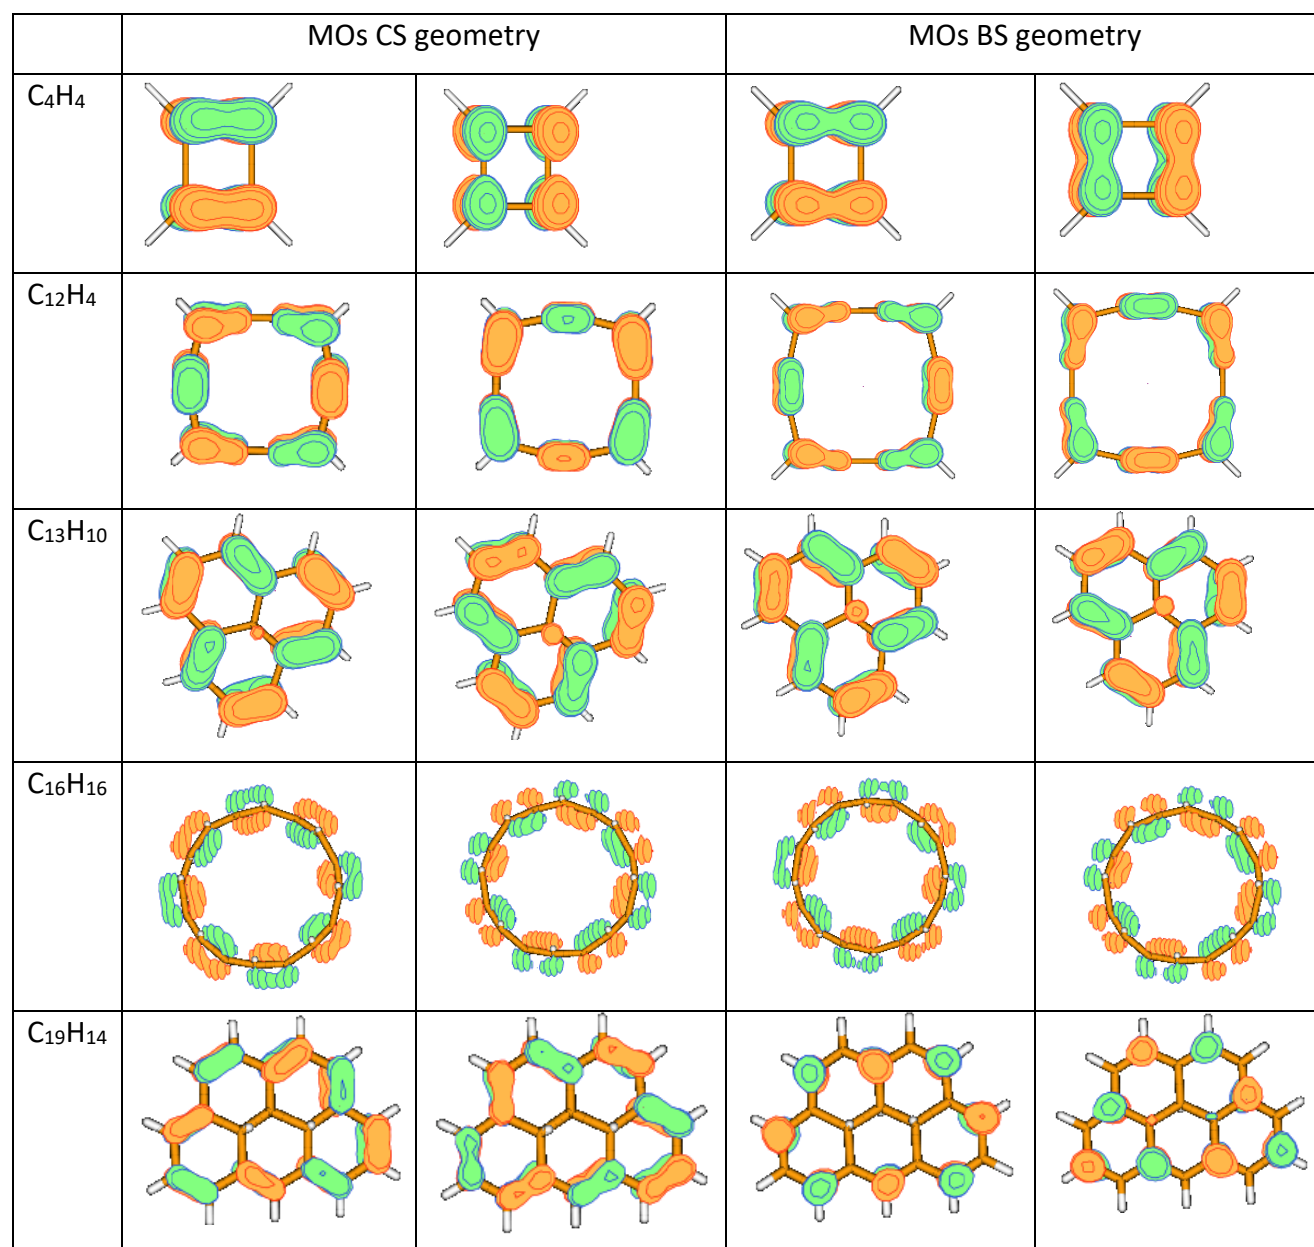 MOs CS geometry MOs BS geometry
C₄H₄
C₁₂H₄
C₁₃H₁₀
C₁₆H₁₆
C₁₉H₁₄